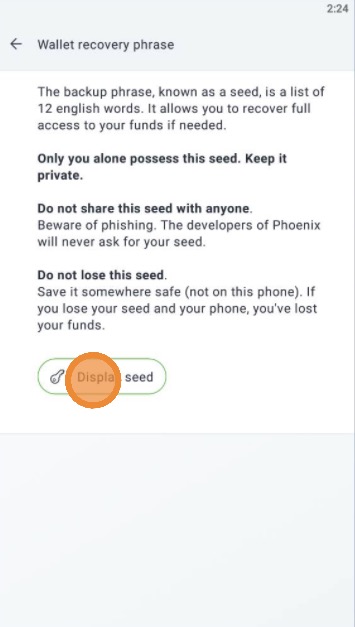 2:24
Wallet recovery phrase
The backup phrase, known as a seed, is a list of
12 english words. It allows you to recover full
access to your funds if needed.
Only you alone possess this seed. Keep it
private.
Do not share this seed with anyone.
Beware of phishing. The developers of Phoenix
will never ask for your seed.
Do not lose this seed.
Save it somewhere safe (not on this phone). If
you lose your seed and your phone, you've lost
your funds.
Display seed